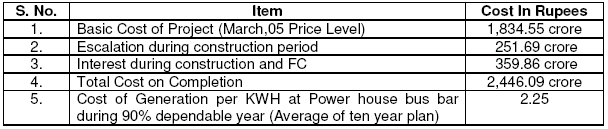 S. No. Item Cost In Rupees
1. Basic Cost of Project (March,05 Price Level) 1,834.55 crore
2. Escalation during construction period 251.69 crore
3. Interest during construction and FC 359.86 crore
4. Total Cost on Completion 2,446.09 crore
5. Cost of Generation per KWH at Power house bus bar 2.25
during 90% dependable year (Average of ten year plan)